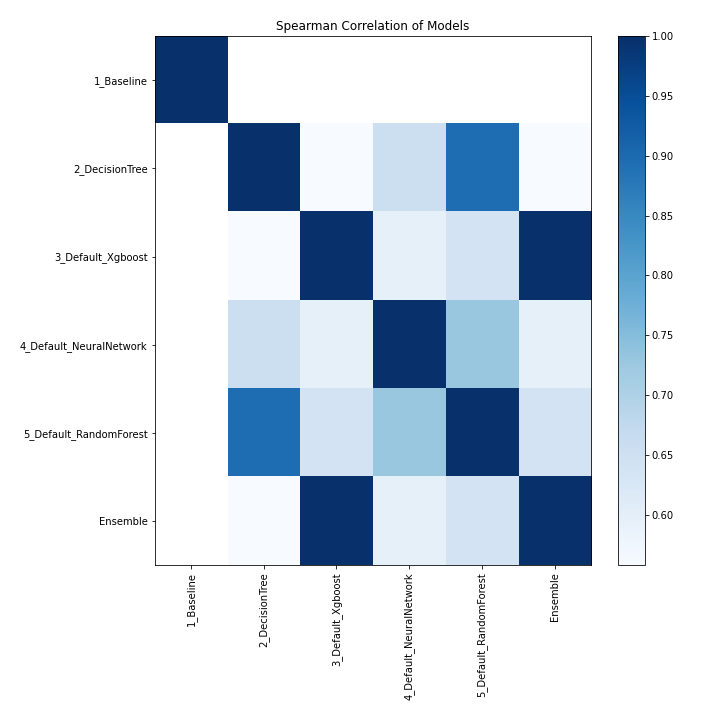 Spearman Correlation of Models
1_Baseline
2_DecisionTree
3_Default_Xgboost
4_Default_NeuralNetwork
5_Default_RandomForest
Ensemble
1_Baseline
2_DecisionTree
3_Default_Xgboost
4_Default_NeuralNetwork
5_Default_RandomForest
Ensemble
1.00
0.95
0.90
0.85
0.80
0.75
0.70
0.65
0.60